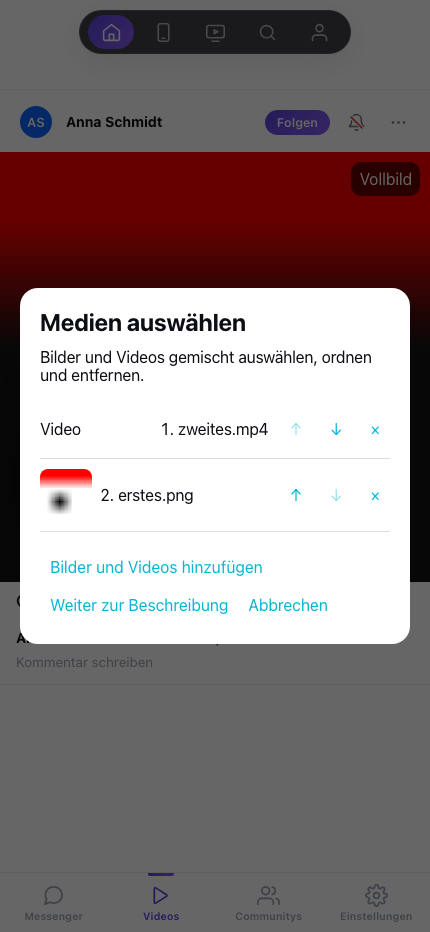 AS
Anna Schmidt
Folgen
Vollbild
Medien auswählen
Bilder und Videos gemischt auswählen, ordnen
und entfernen.
Video
1. zweites.mp4
2. erstes.png
Bilder und Videos hinzufügen
Weiter zur Beschreibung
Abbrechen
Kommentar schreiben
Messenger
Videos
Communitys
Einstellungen